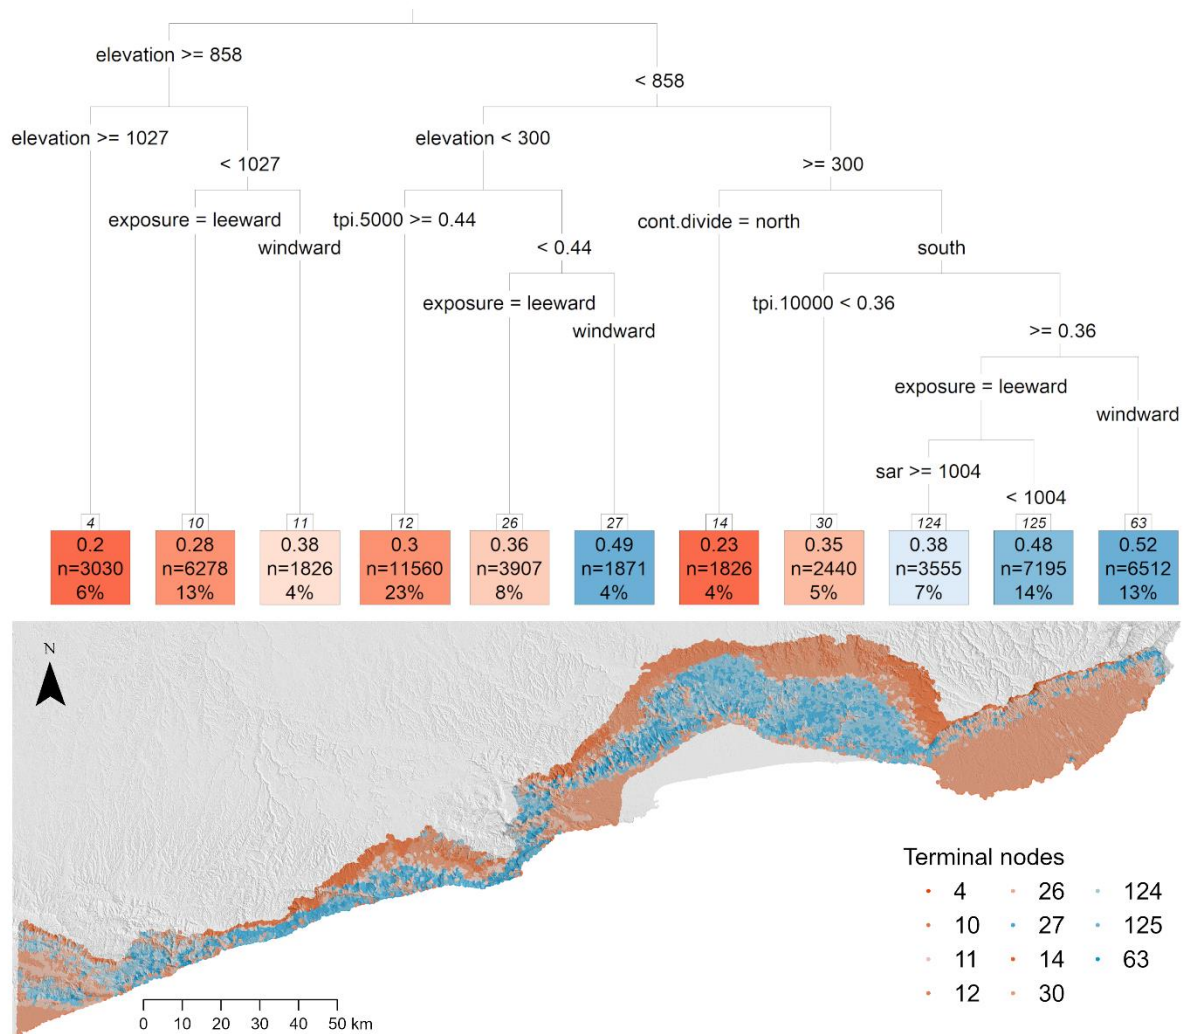 elevation >= 858
< 858
elevation >= 1027
< 1027
elevation < 300
>= 300
exposure = leeward
windward
tpi.5000 >= 0.44
< 0.44
cont.divide = north
south
exposure = leeward
windward
tpi.10000 < 0.36
>= 0.36
exposure = leeward
windward
sar >= 1004
< 1004
4 10 11 12 26 27 14 30 124 125 63
0.2 0.28 0.38 0.3 0.36 0.49 0.23 0.35 0.38 0.48 0.52
n=3030 n=6278 n=1826 n=11560 n=3907 n=1871 n=1826 n=2440 n=3555 n=7195 n=6512
6% 13% 4% 23% 8% 4% 4% 5% 7% 14% 13%
N
Terminal nodes
4 26 124
10 27 125
11 14 63
12 30
0 10 20 30 40 50 km